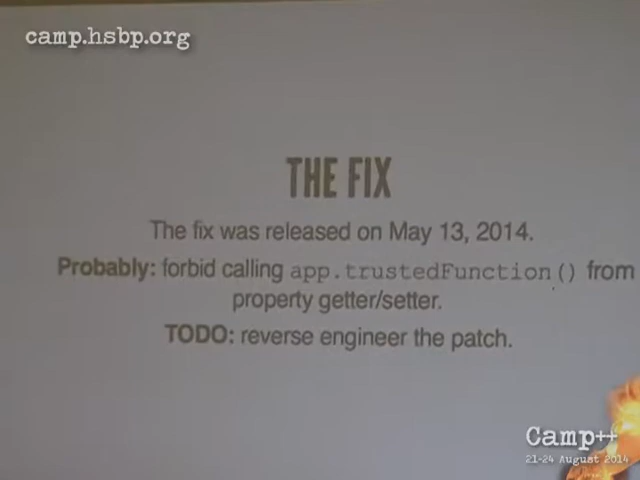 camp.hsbp.org
THE FIX
The fix was released on May 13, 2014.
Probably: forbid calling app.trustedFunction() from
property getter/setter.
TODO: reverse engineer the patch.
Camp++
21-24 August 2014